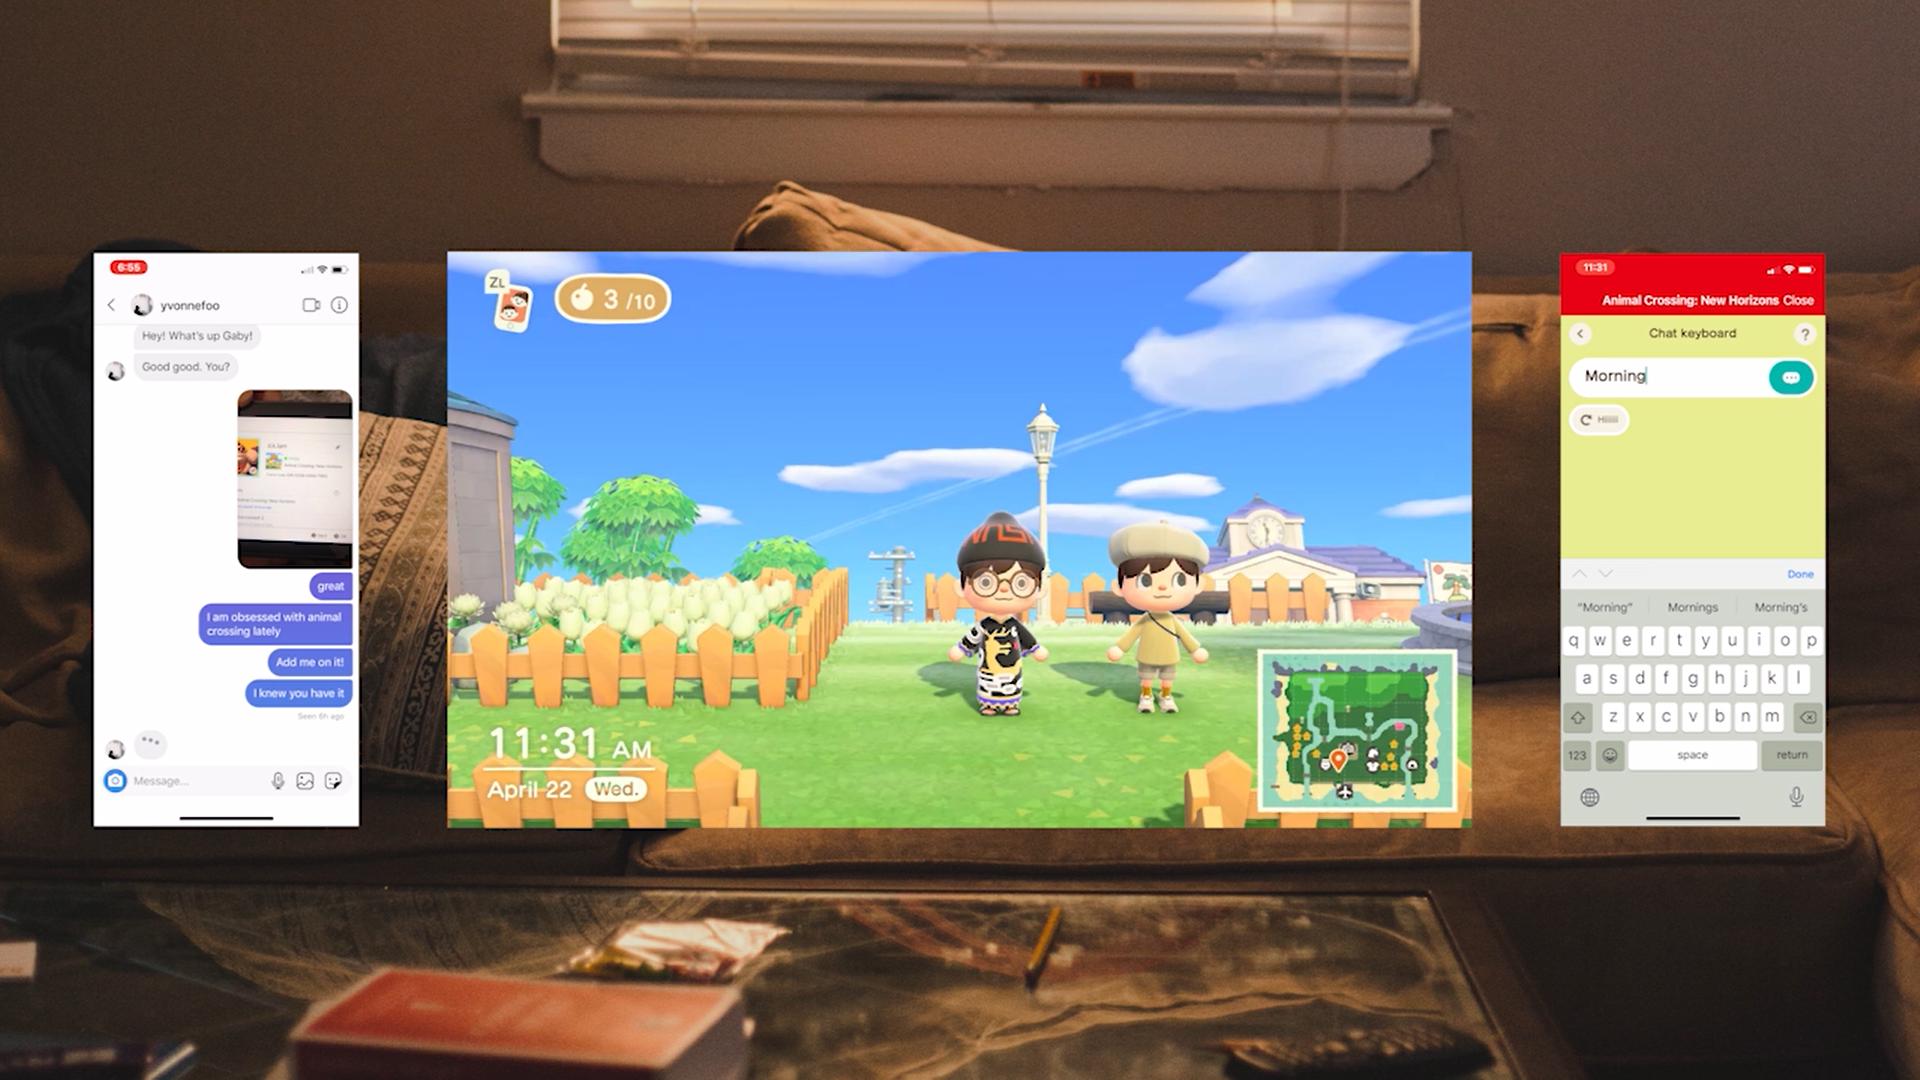 6:55
yvonnefoo
Hey! What's up Gaby!
Good good. You?
great
I am obsessed with animal
crossing lately
Add me on it!
I knew you have it
Seen 6h ago
Message...
ZL
3 /10
11:31 AM
April 22 Wed.
11:31
Animal Crossing: New Horizons Close
Chat keyboard
?
Morning
Hiiiii
Done
"Morning" Mornings Morning's
q w e r t y u i o p
a s d f g h j k l
z x c v b n m
123 space return